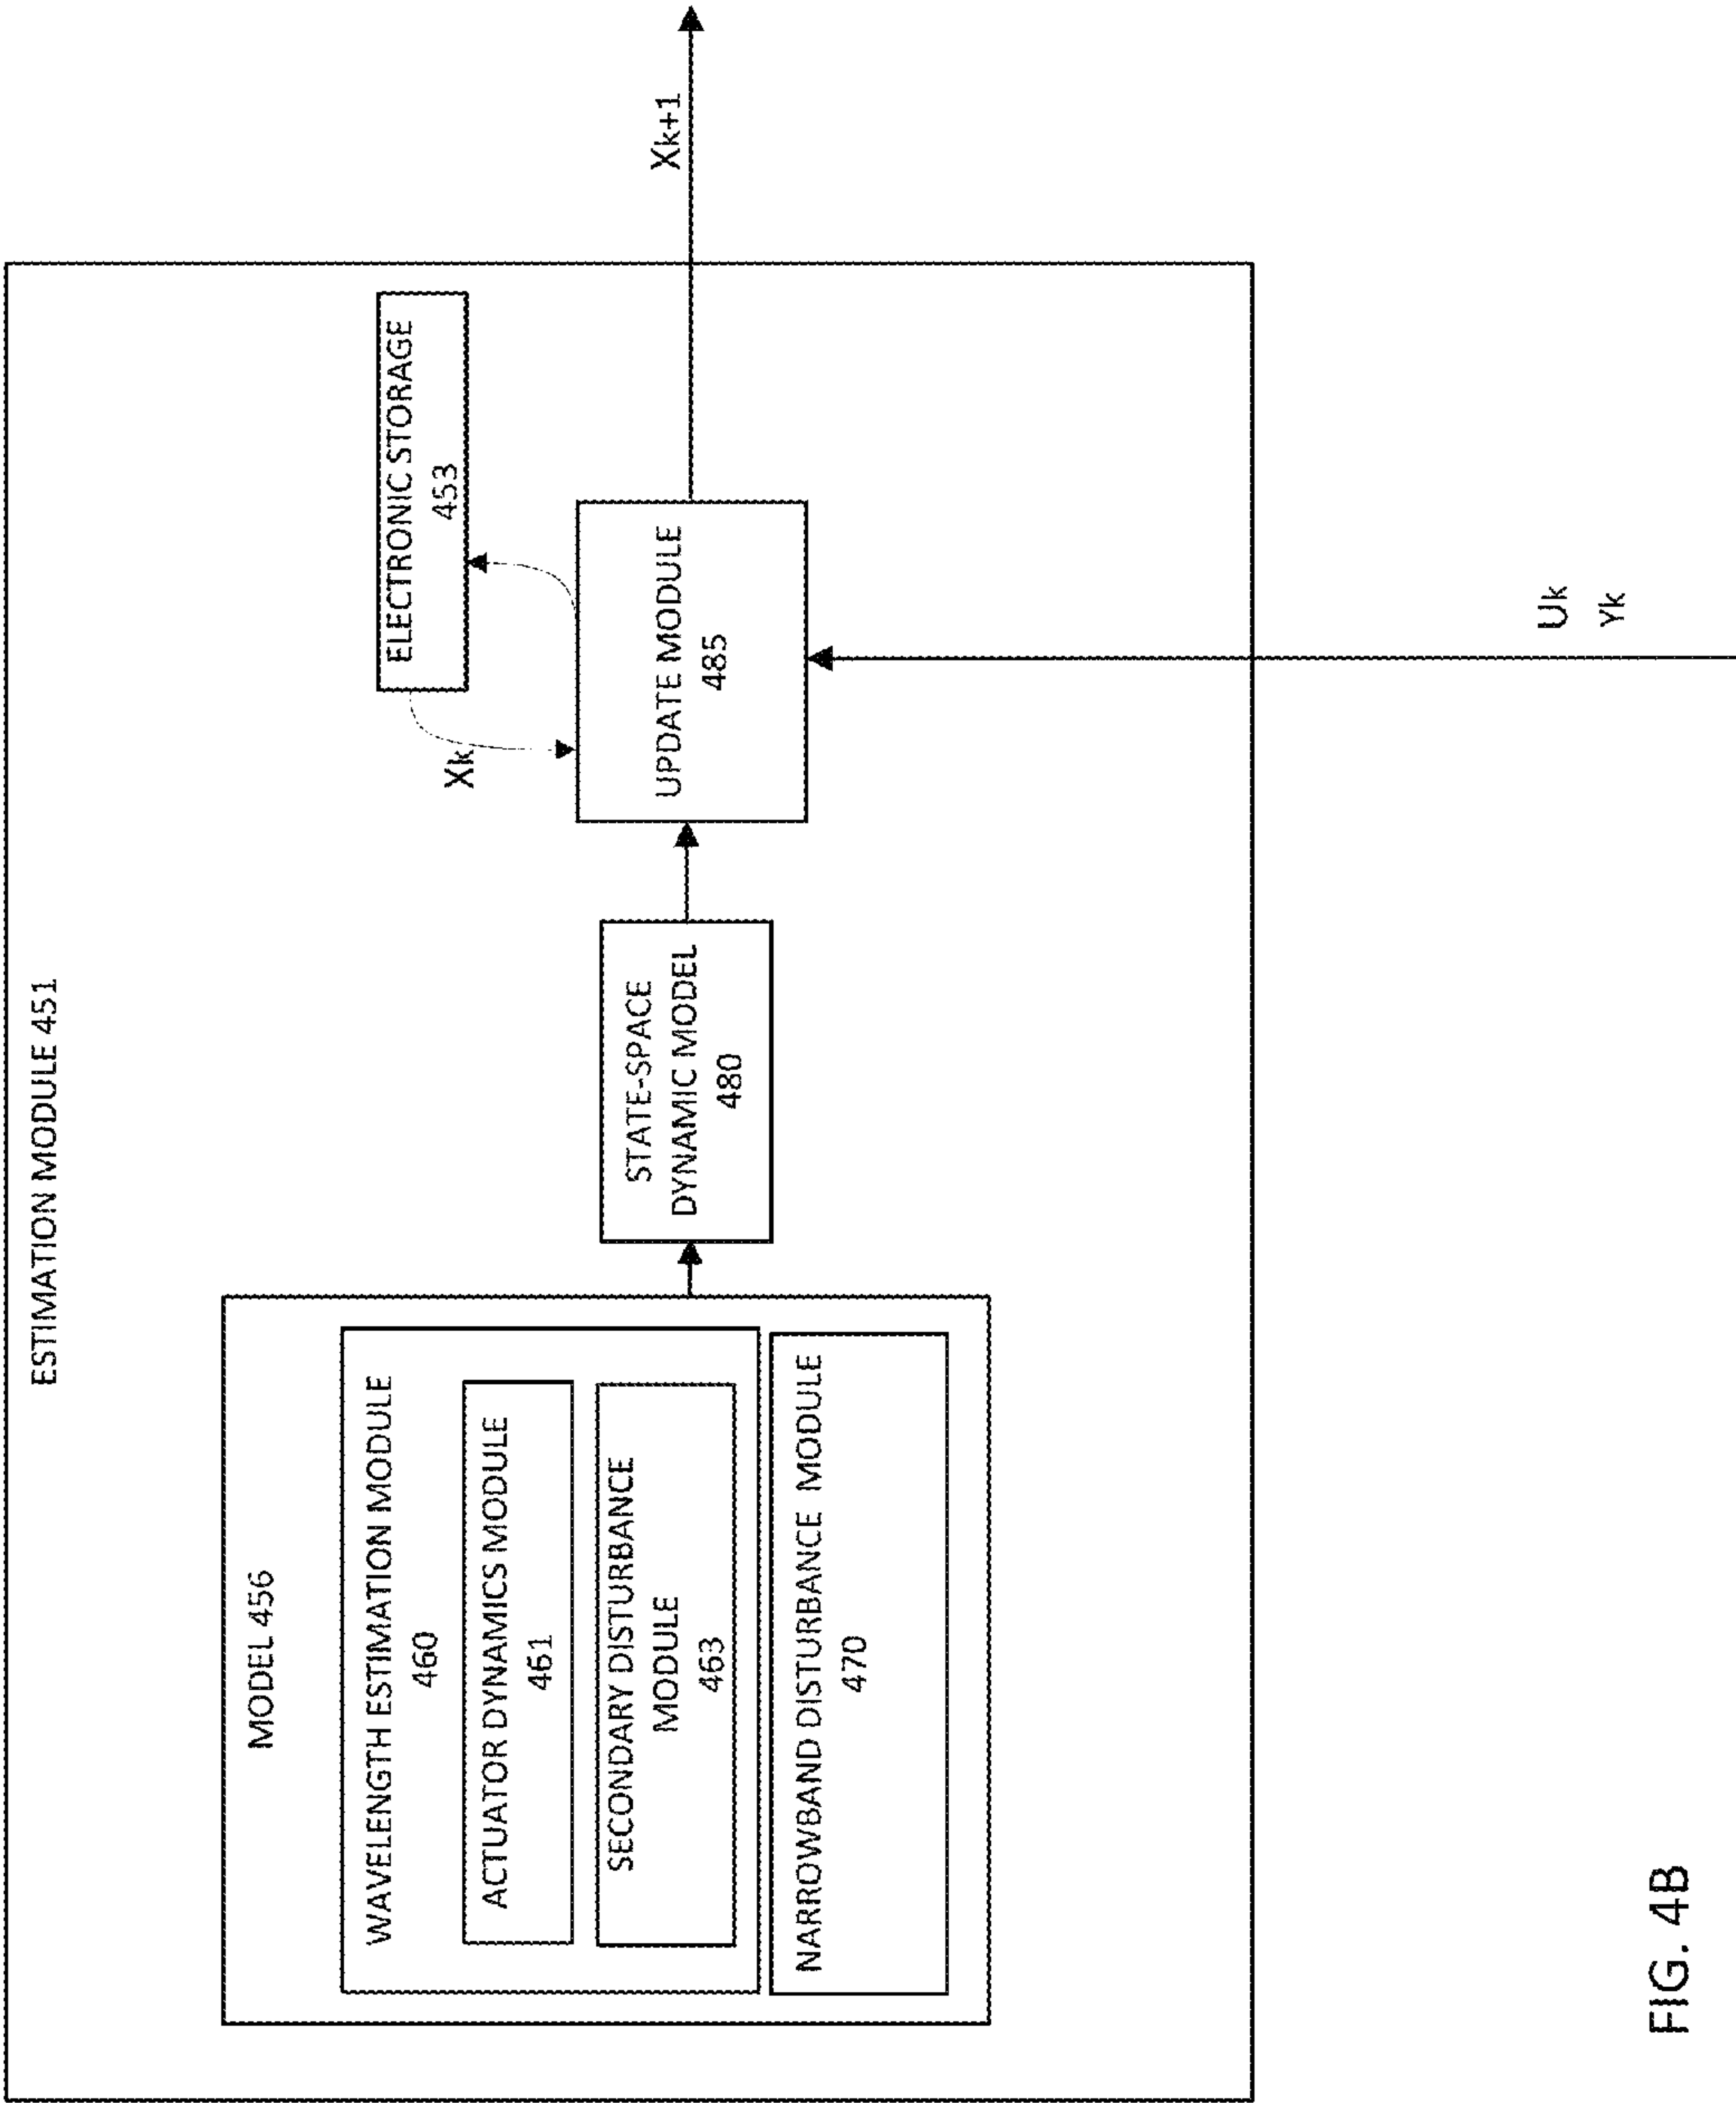 ESTIMATION MODULE 451
MODEL 456
WAVELENGTH ESTIMATION MODULE
460
ACTUATOR DYNAMICS MODULE
461
SECONDARY DISTURBANCE
MODULE
463
NARROWBAND DISTURBANCE MODULE
470
STATE-SPACE
DYNAMIC MODEL
480
ELECTRONIC STORAGE
453
Xk
UPDATE MODULE
485
Xk+1
Uk
Yk
FIG. 4B